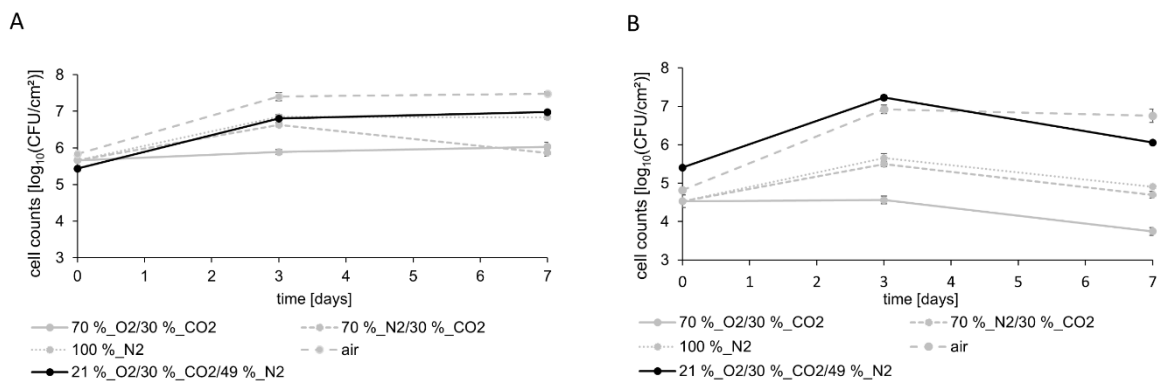 A
cell counts [log₁₀(CFU/cm²)]
8
7
6
5
4
3
0 1 2 3 4 5 6 7
time [days]
70 %_O2/30 %_CO2 70 %_N2/30 %_CO2
100 %_N2 air
21 %_O2/30 %_CO2/49 %_N2
B
cell counts [log₁₀(CFU/cm²)]
8
7
6
5
4
3
0 1 2 3 4 5 6 7
time [days]
70 %_O2/30 %_CO2 70 %_N2/30 %_CO2
100 %_N2 air
21 %_O2/30 %_CO2/49 %_N2